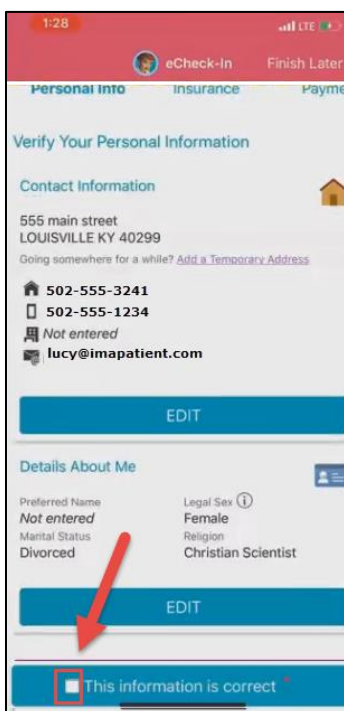 1:28
LTE
eCheck-In
Finish Later
Personal Info
Insurance
Payme
Verify Your Personal Information
Contact Information
555 main street
LOUISVILLE KY 40299
Going somewhere for a while? Add a Temporary Address
502-555-3241
502-555-1234
Not entered
lucy@imapatient.com
EDIT
Details About Me
Preferred Name
Legal Sex
Not entered
Female
Marital Status
Religion
Divorced
Christian Scientist
EDIT
This information is correct *